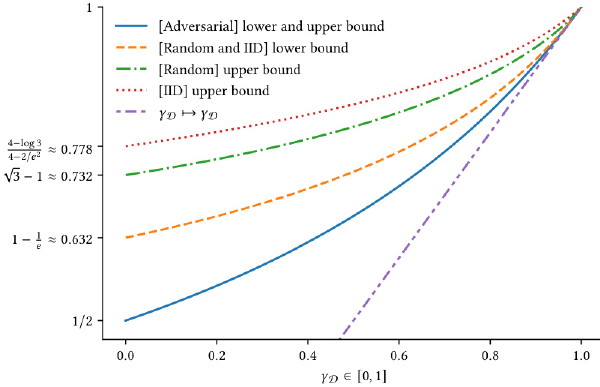 1
[Adversarial] lower and upper bound
[Random and IID] lower bound
[Random] upper bound
[IID] upper bound
γ𝒟 ↦ γ𝒟
(4−log 3)/(4−2/e²) ≈ 0.778
√3 − 1 ≈ 0.732
1 − 1/e ≈ 0.632
1/2
0.0 0.2 0.4 0.6 0.8 1.0
γ𝒟 ∈ [0, 1]